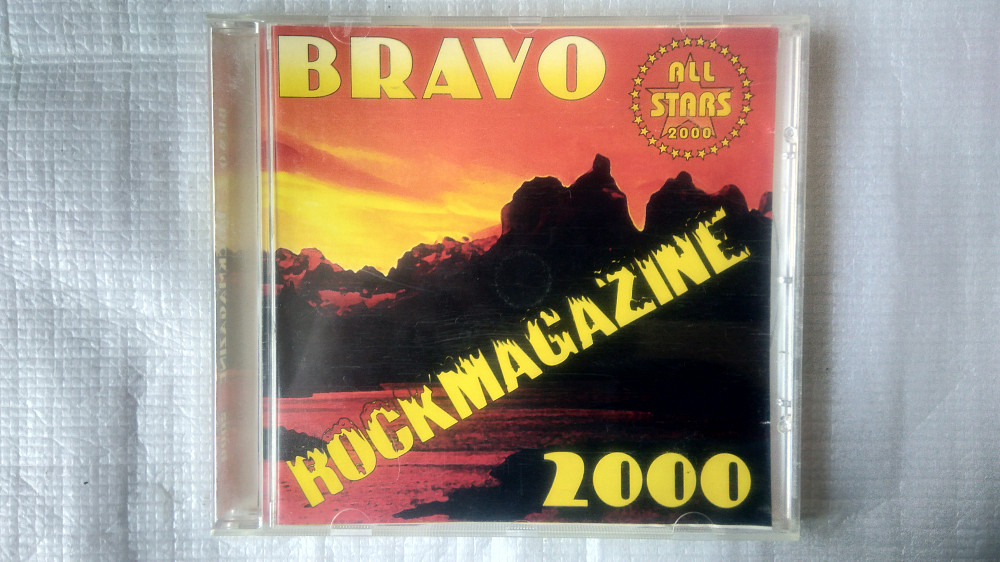 BRAVO
ALL
STARS
2000
ROCKMAGAZINE
2000